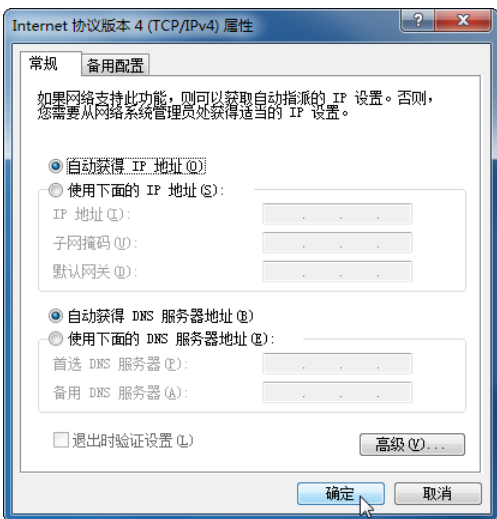 Internet 协议版本 4 (TCP/IPv4) 属性
常规 备用配置
如果网络支持此功能，则可以获取自动指派的 IP 设置。否则，
您需要从网络系统管理员处获得适当的 IP 设置。
自动获得 IP 地址(O)
使用下面的 IP 地址(S):
IP 地址(I):
子网掩码(U):
默认网关(D):
自动获得 DNS 服务器地址(B)
使用下面的 DNS 服务器地址(E):
首选 DNS 服务器(P):
备用 DNS 服务器(A):
退出时验证设置(L)
高级(V)...
确定 取消